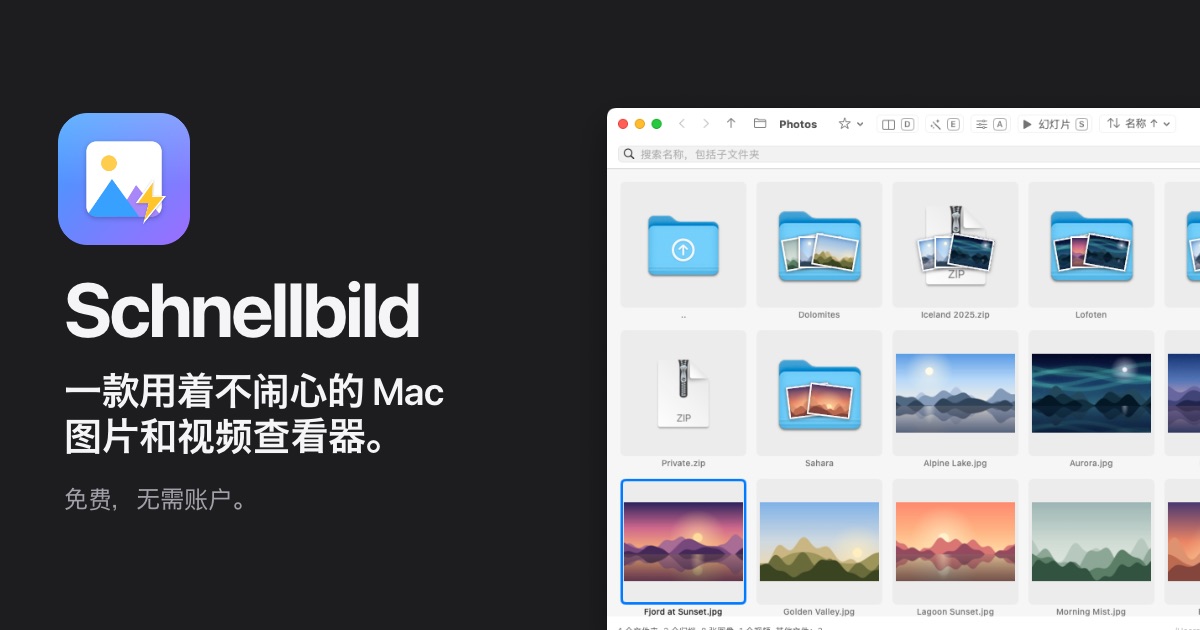 Schnellbild
一款用着不闹心的 Mac
图片和视频查看器。
免费，无需账户。
Photos
D
E
A
幻灯片 S
名称
搜索名称，包括子文件夹
..
Dolomites
ZIP
Iceland 2025.zip
Lofoten
ZIP
Private.zip
Sahara
Alpine Lake.jpg
Aurora.jpg
Fjord at Sunset.jpg
Golden Valley.jpg
Lagoon Sunset.jpg
Morning Mist.jpg